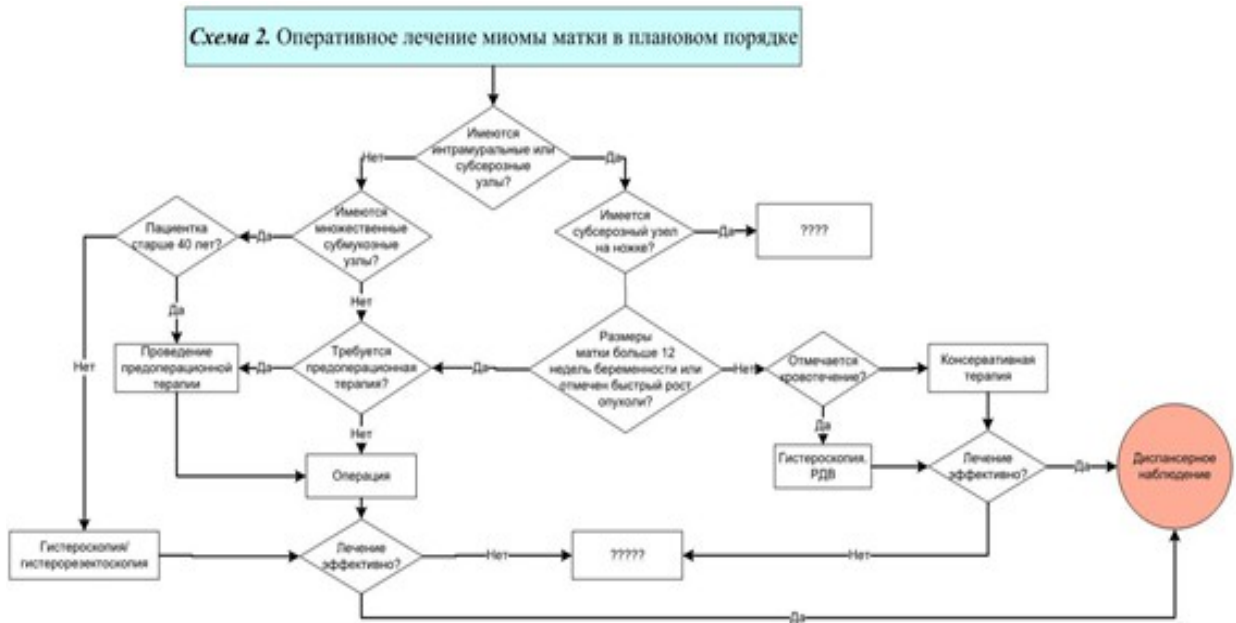 Схема 2. Оперативное лечение миомы матки в плановом порядке
Имеются
интрамуральные или
субсерозные
узлы?
Нет
Да
Пациентка
старше 40 лет?
Да
Имеются
множественные
субмукозные
узлы?
Имеется
субсерозный узел
на ножке?
Да
????
Да
Нет
Нет
Проведение
предоперационной
терапии
Да
Требуется
предоперационная
терапия?
Да
Размеры
матки больше 12
недель беременности или
отмечен быстрый рост
опухоли?
Нет
Отмечается
кровотечение?
Консервативная
терапия
Нет
Да
Операция
Гистероскопия,
РДВ
Лечение
эффективно?
Да
Диспансерное
наблюдение
Гистероскопия/
гистерорезектоскопия
Лечение
эффективно?
Нет
?????
Нет
Да